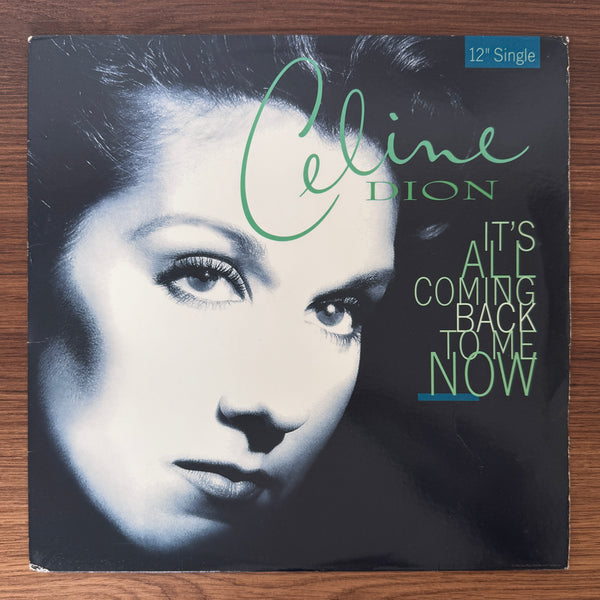 12" Single
Celine
DION
IT'S
ALL
COMING
BACK
TO ME
NOW